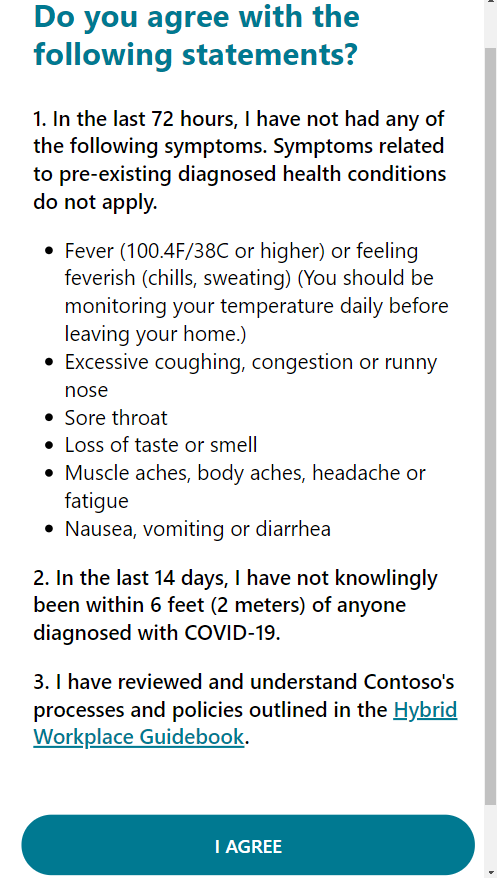 Do you agree with the
following statements?
1. In the last 72 hours, I have not had any of
the following symptoms. Symptoms related
to pre-existing diagnosed health conditions
do not apply.
• Fever (100.4F/38C or higher) or feeling
feverish (chills, sweating) (You should be
monitoring your temperature daily before
leaving your home.)
• Excessive coughing, congestion or runny
nose
• Sore throat
• Loss of taste or smell
• Muscle aches, body aches, headache or
fatigue
• Nausea, vomiting or diarrhea
2. In the last 14 days, I have not knowlingly
been within 6 feet (2 meters) of anyone
diagnosed with COVID-19.
3. I have reviewed and understand Contoso's
processes and policies outlined in the Hybrid
Workplace Guidebook.
I AGREE